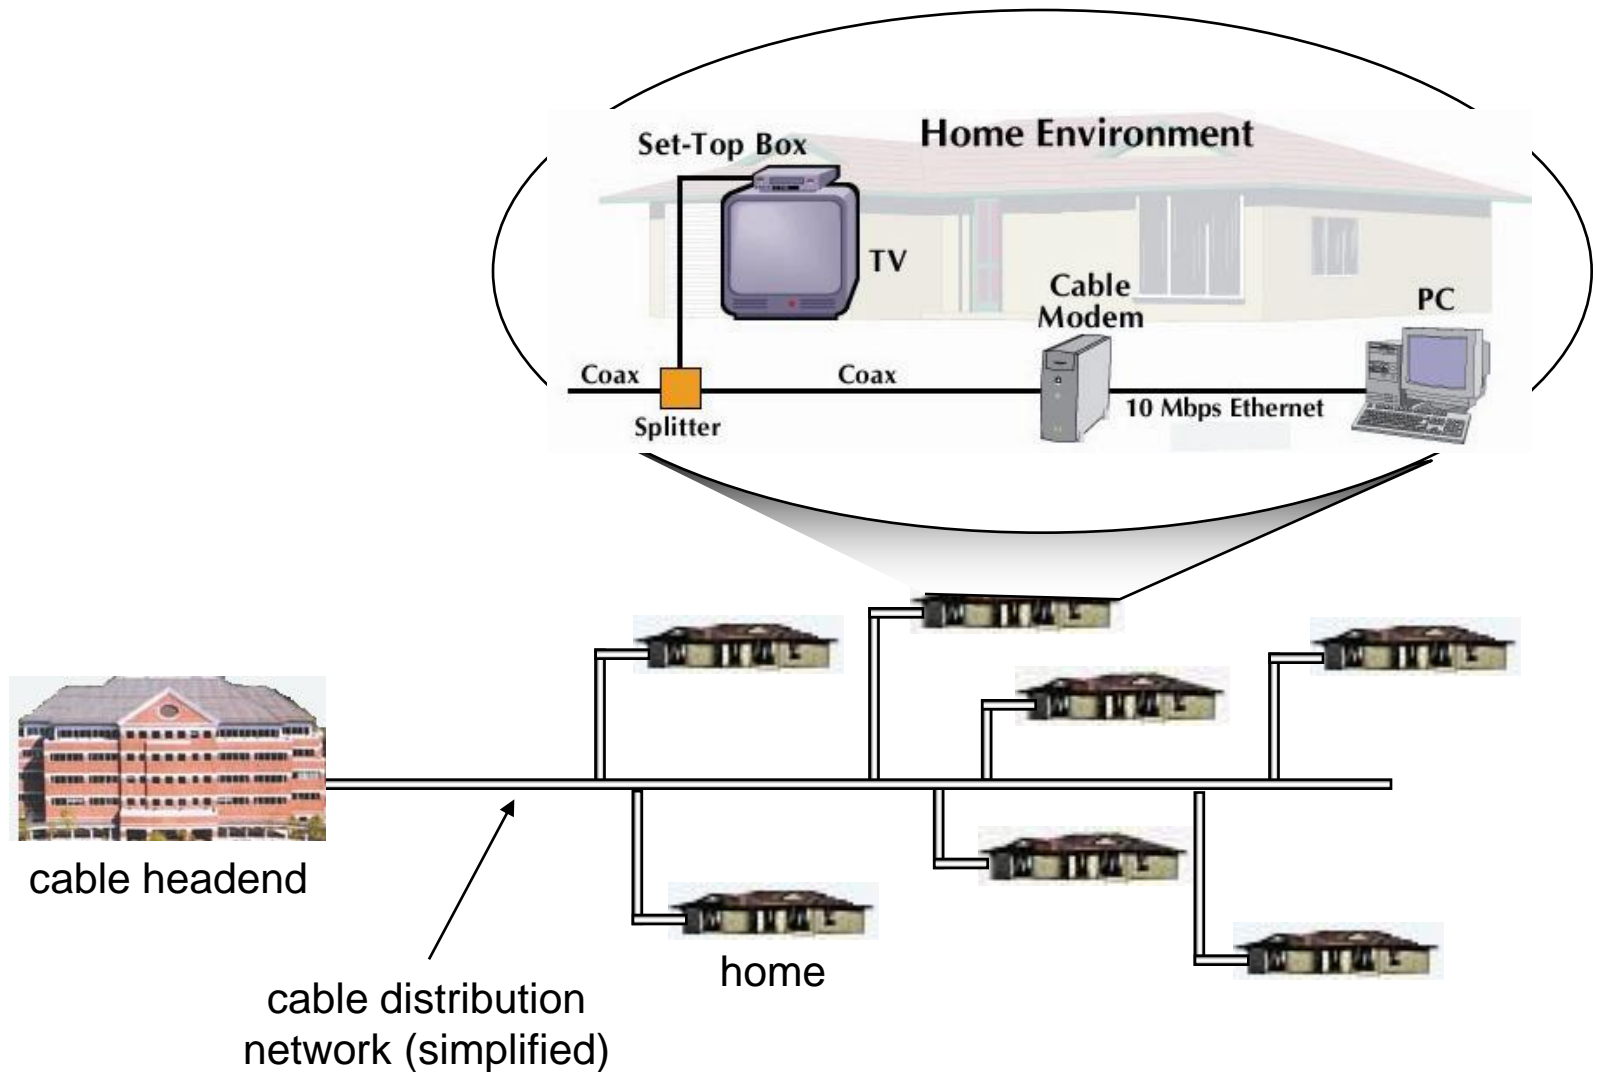 Home Environment
Set-Top Box
TV
Cable
Modem
PC
Coax
Coax
10 Mbps Ethernet
Splitter
cable headend
home
cable distribution
network (simplified)